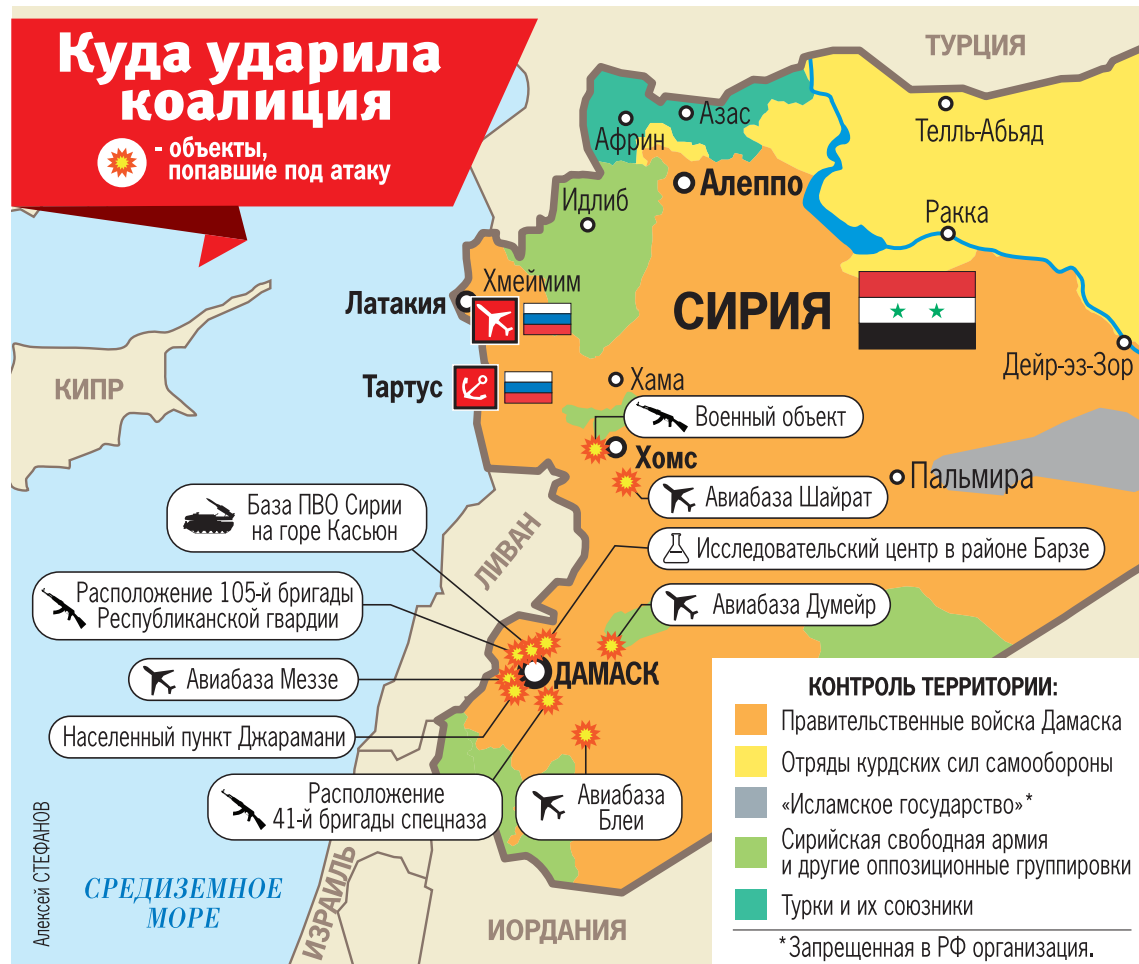 Куда ударила
коалиция
- объекты,
попавшие под атаку
ТУРЦИЯ
Азас
Африн
Телль-Абьяд
Алеппо
Идлиб
Ракка
Хмеймим
Латакия
СИРИЯ
Дейр-эз-Зор
КИПР
Тартус
Хама
Военный объект
Хомс
Пальмира
Авиабаза Шайрат
База ПВО Сирии
на горе Касьюн
ЛИВАН
Исследовательский центр в районе Барзе
Расположение 105-й бригады
Республиканской гвардии
Авиабаза Думейр
Авиабаза Меззе
ДАМАСК
Населенный пункт Джарамани
Расположение
41-й бригады спецназа
Авиабаза
Блеи
КОНТРОЛЬ ТЕРРИТОРИИ:
Правительственные войска Дамаска
Отряды курдских сил самообороны
«Исламское государство»*
Сирийская свободная армия
и другие оппозиционные группировки
Турки и их союзники
*Запрещенная в РФ организация.
СРЕДИЗЕМНОЕ
МОРЕ
ИЗРАИЛЬ
ИОРДАНИЯ
Алексей СТЕФАНОВ